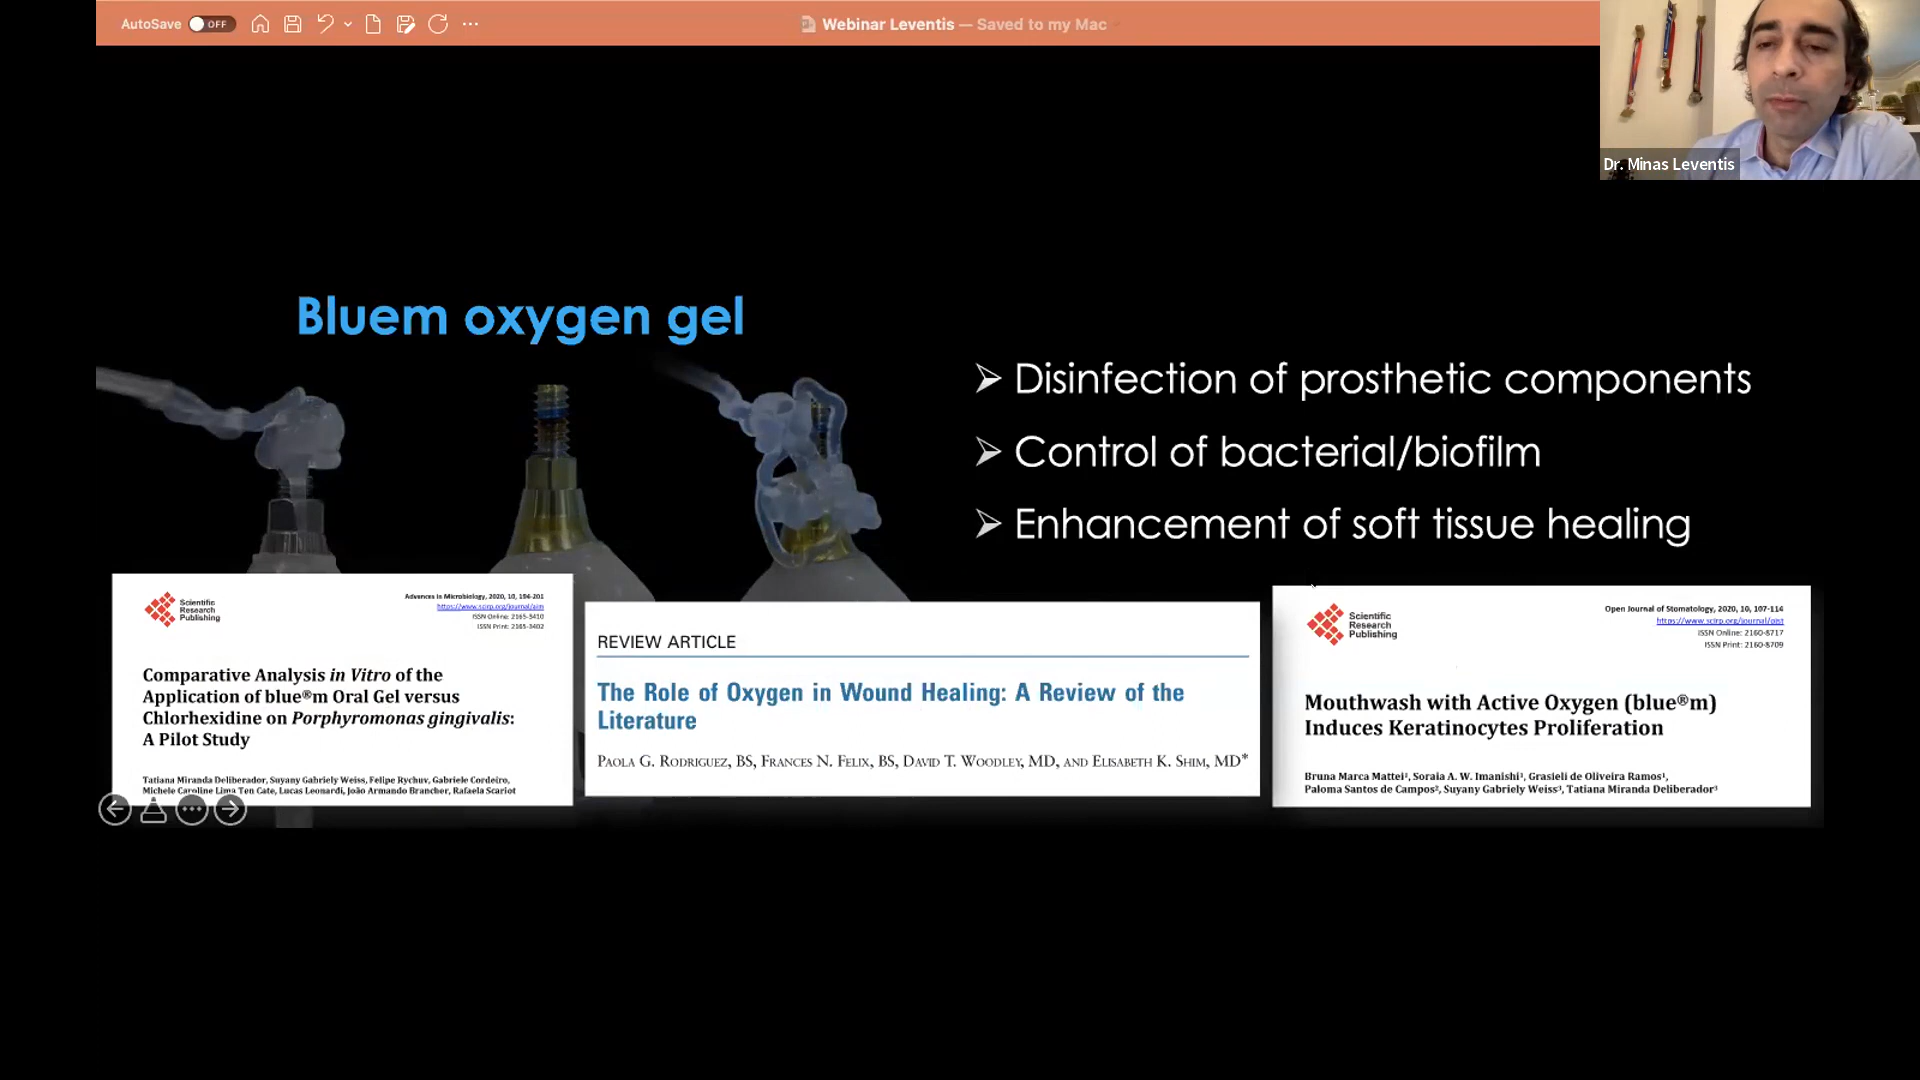 AutoSave OFF
Webinar Leventis — Saved to my Mac
Dr. Minas Leventis
Bluem oxygen gel
Disinfection of prosthetic components
Control of bacterial/biofilm
Enhancement of soft tissue healing
Scientific
Research
Publishing
Advances in Microbiology, 2020, 10, 194-201
https://www.scirp.org/journal/aim
ISSN Online: 2165-3410
ISSN Print: 2165-3402
Comparative Analysis in Vitro of the
Application of blue®m Oral Gel versus
Chlorhexidine on Porphyromonas gingivalis:
A Pilot Study
Tatiana Miranda Deliberador, Suyany Gabriely Weiss, Felipe Rychuv, Gabriele Cordeiro,
Michele Caroline Lima Ten Cate, Lucas Leonardi, João Armando Brancher, Rafaela Scariot
REVIEW ARTICLE
The Role of Oxygen in Wound Healing: A Review of the
Literature
Paola G. Rodriguez, BS, Frances N. Felix, BS, David T. Woodley, MD, and Elisabeth K. Shim, MD*
Scientific
Research
Publishing
Open Journal of Stomatology, 2020, 10, 107-114
https://www.scirp.org/journal/ojst
ISSN Online: 2160-8717
ISSN Print: 2160-8709
Mouthwash with Active Oxygen (blue®m)
Induces Keratinocytes Proliferation
Bruna Marca Mattei², Soraia A. W. Imanishi¹, Grasieli de Oliveira Ramos¹,
Paloma Santos de Campos², Suyany Gabriely Weiss³, Tatiana Miranda Deliberador³